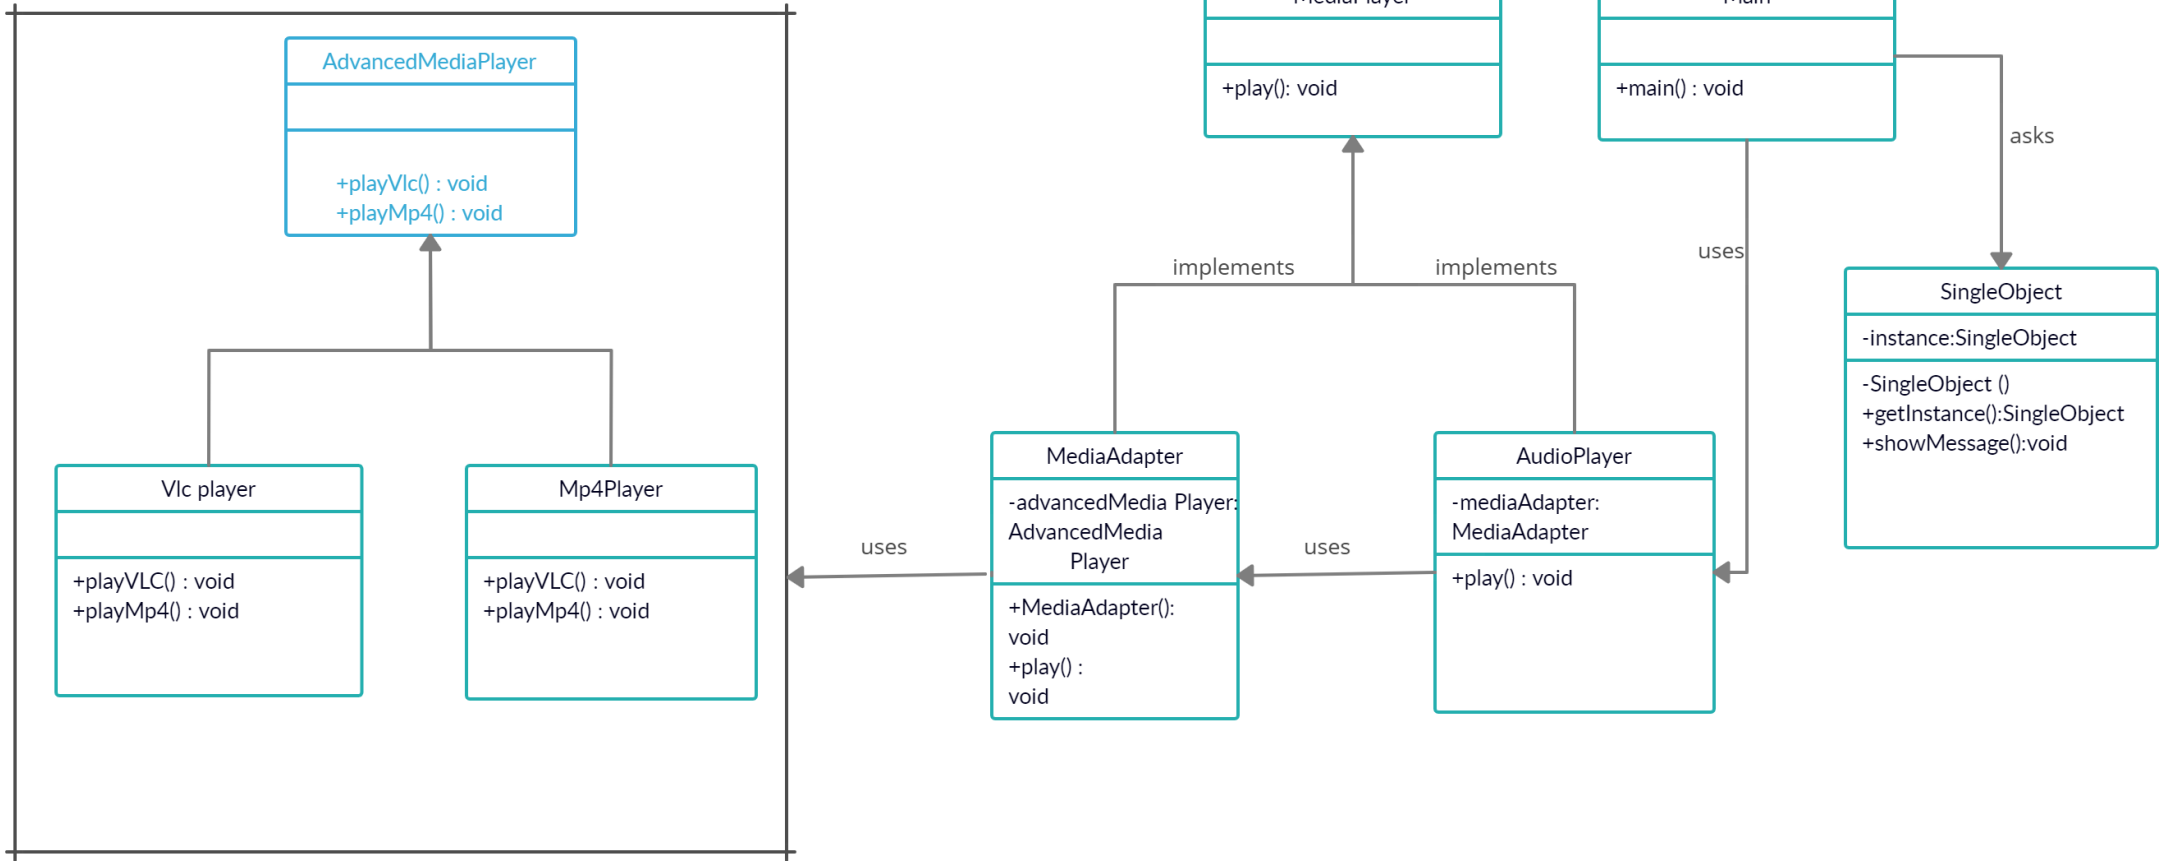 MediaPlayer
Main
AdvancedMediaPlayer
+playVlc() : void
+playMp4() : void
+play(): void
+main() : void
asks
uses
implements
implements
SingleObject
-instance:SingleObject
-SingleObject ()
+getInstance():SingleObject
+showMessage():void
Vlc player
+playVLC() : void
+playMp4() : void
Mp4Player
+playVLC() : void
+playMp4() : void
uses
MediaAdapter
-advancedMedia Player:
AdvancedMedia
Player
+MediaAdapter():
void
+play() :
void
uses
AudioPlayer
-mediaAdapter:
MediaAdapter
+play() : void